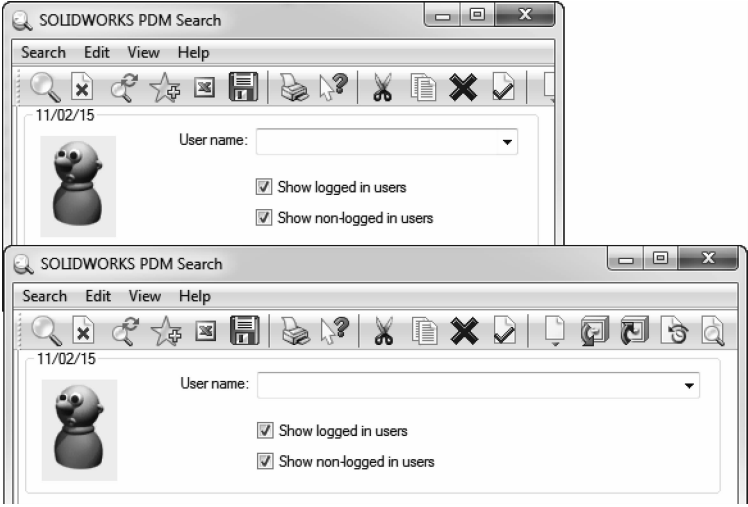 SOLIDWORKS PDM Search
Search Edit View Help
11/02/15
User name:
Show logged in users
Show non-logged in users
SOLIDWORKS PDM Search
Search Edit View Help
11/02/15
User name:
Show logged in users
Show non-logged in users